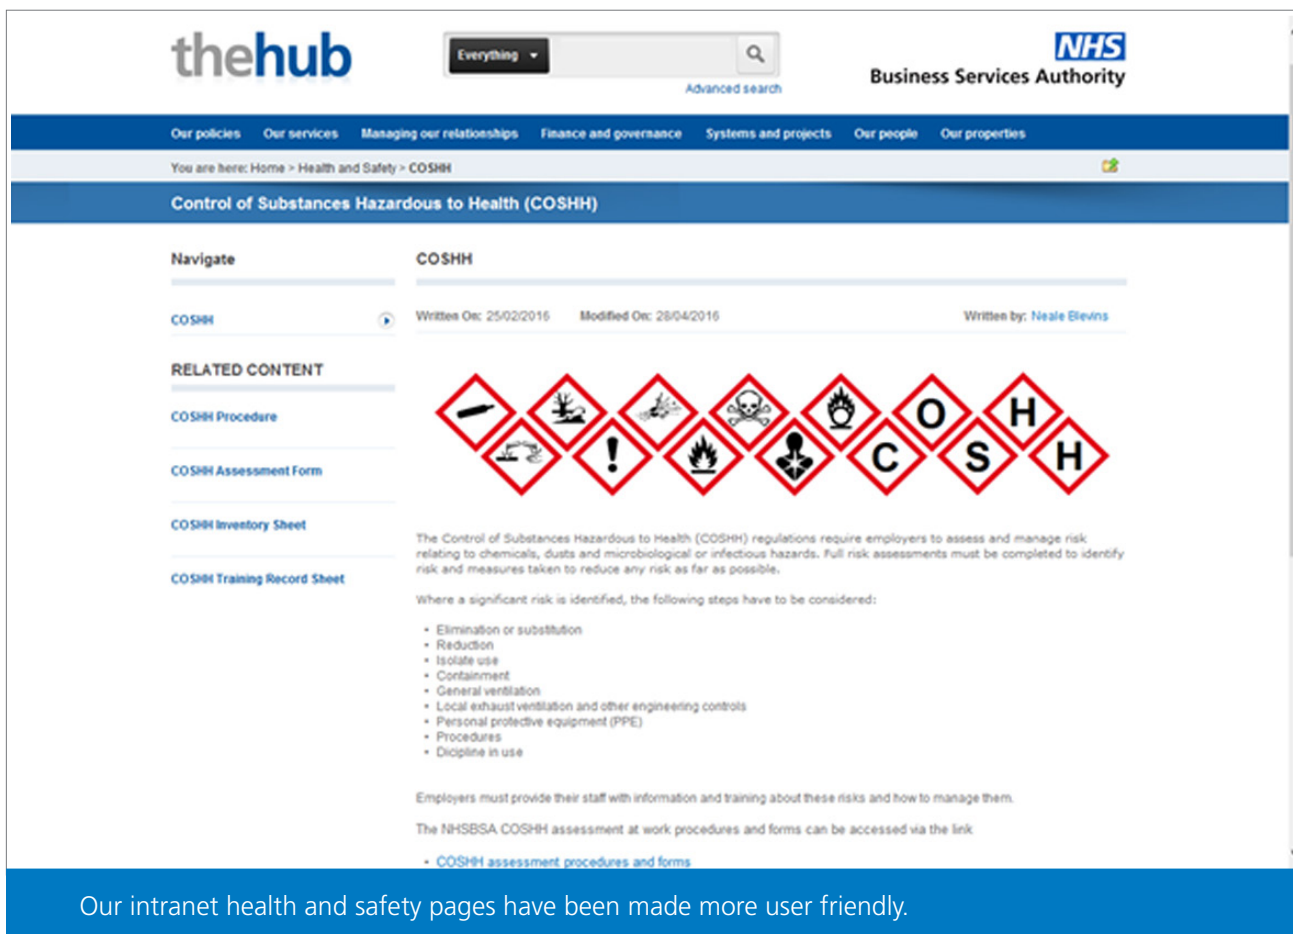 thehub
Everything
Advanced search
NHS
Business Services Authority
Our policies Our services Managing our relationships Finance and governance Systems and projects Our people Our properties
You are here: Home > Health and Safety > COSHH
Control of Substances Hazardous to Health (COSHH)
Navigate
COSHH
RELATED CONTENT
COSHH Procedure
COSHH Assessment Form
COSHH Inventory Sheet
COSHH Training Record Sheet
COSHH
Written On: 25/02/2016 Modified On: 28/04/2016 Written by: Neale Blevins
O H
! C S H
The Control of Substances Hazardous to Health (COSHH) regulations require employers to assess and manage risk
relating to chemicals, dusts and microbiological or infectious hazards. Full risk assessments must be completed to identify
risk and measures taken to reduce any risk as far as possible.
Where a significant risk is identified, the following steps have to be considered:
• Elimination or substitution
• Reduction
• Isolate use
• Containment
• General ventilation
• Local exhaust ventilation and other engineering controls
• Personal protective equipment (PPE)
• Procedures
• Dicipline in use
Employers must provide their staff with information and training about these risks and how to manage them.
The NHSBSA COSHH assessment at work procedures and forms can be accessed via the link
• COSHH assessment procedures and forms
Our intranet health and safety pages have been made more user friendly.